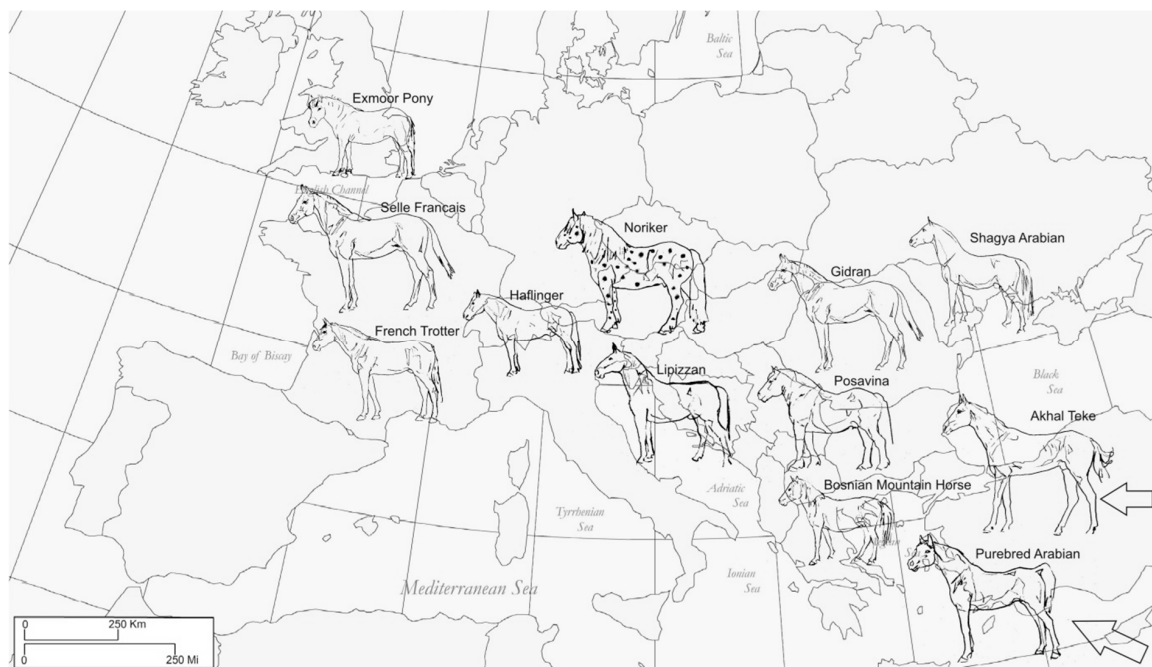 Baltic
Sea
Exmoor Pony
English Channel
Selle Francais
Noriker
Shagya Arabian
Gidran
Haflinger
French Trotter
Bay of Biscay
Lipizzan
Posavina
Black
Sea
Akhal Teke
Bosnian Mountain Horse
Adriatic
Sea
Tyrrhenian
Sea
Purebred Arabian
Mediterranean Sea
Ionian
Sea
0 250 Km
0 250 Mi